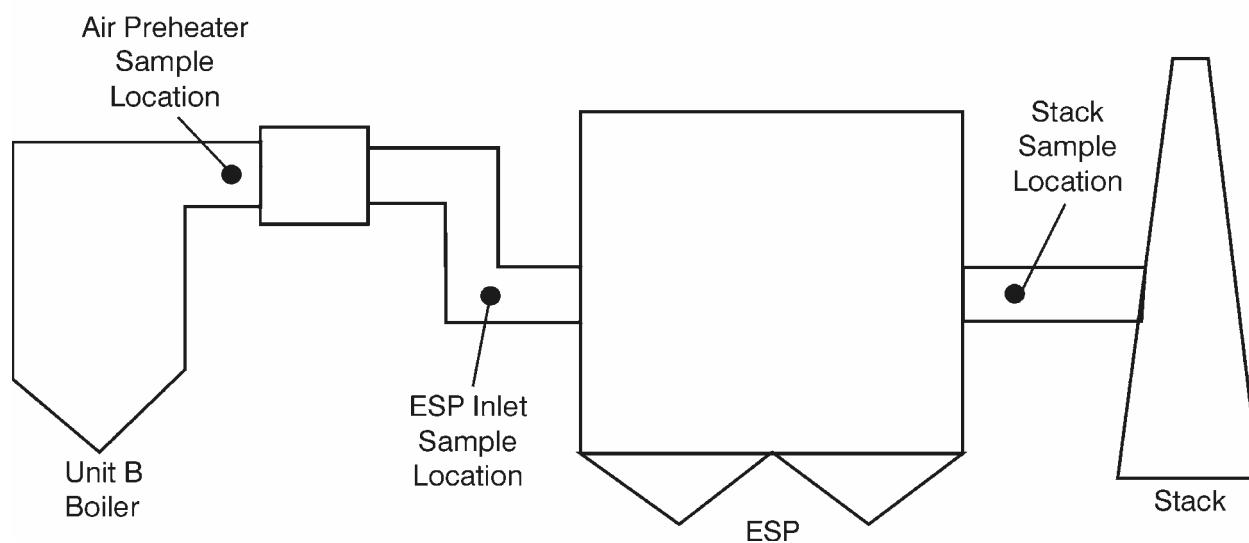 Air Preheater
Sample
Location
Stack
Sample
Location
ESP Inlet
Sample
Location
Unit B
Boiler
ESP
Stack